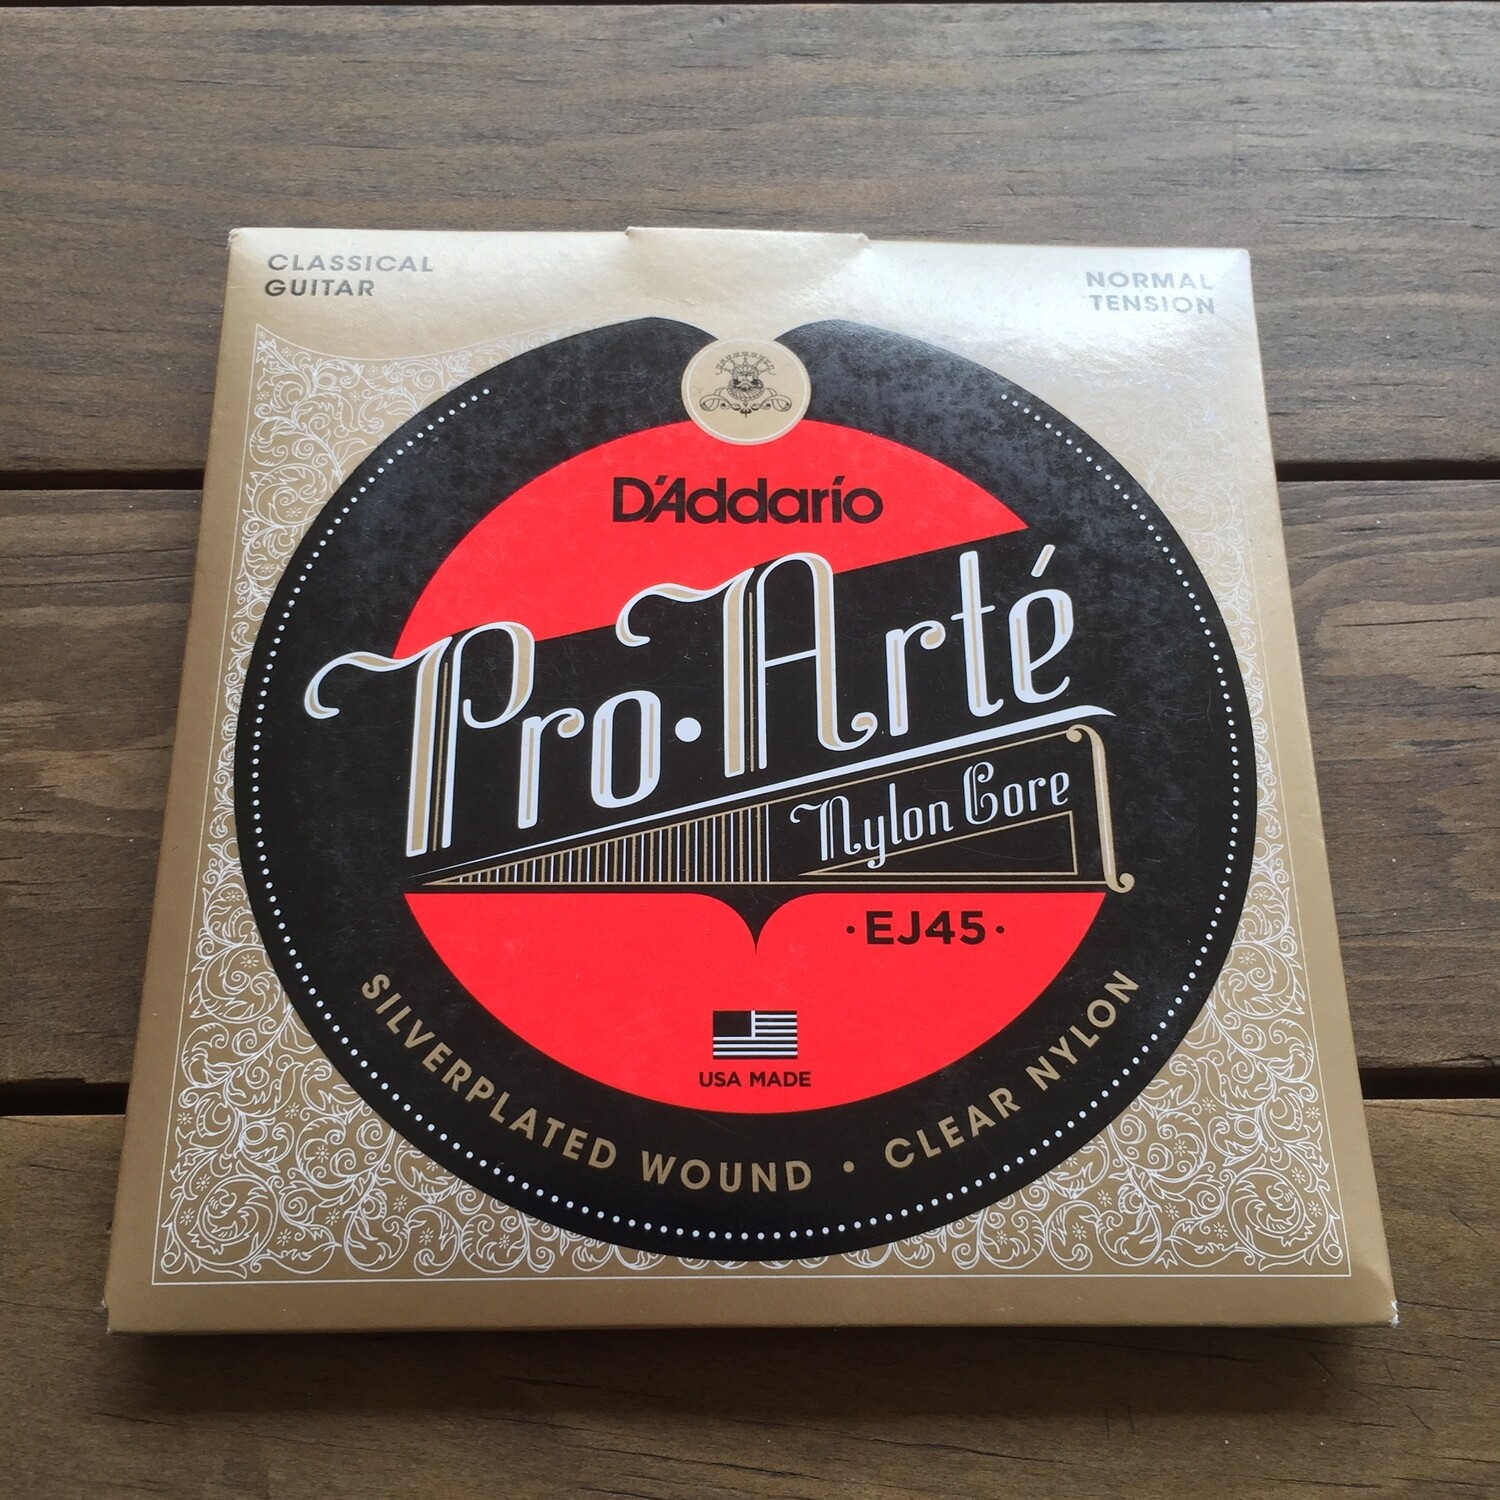 CLASSICAL
GUITAR
NORMAL
TENSION
D'Addario
Pro·Arté
Nylon Core
·EJ45·
USA MADE
SILVERPLATED WOUND • CLEAR NYLON